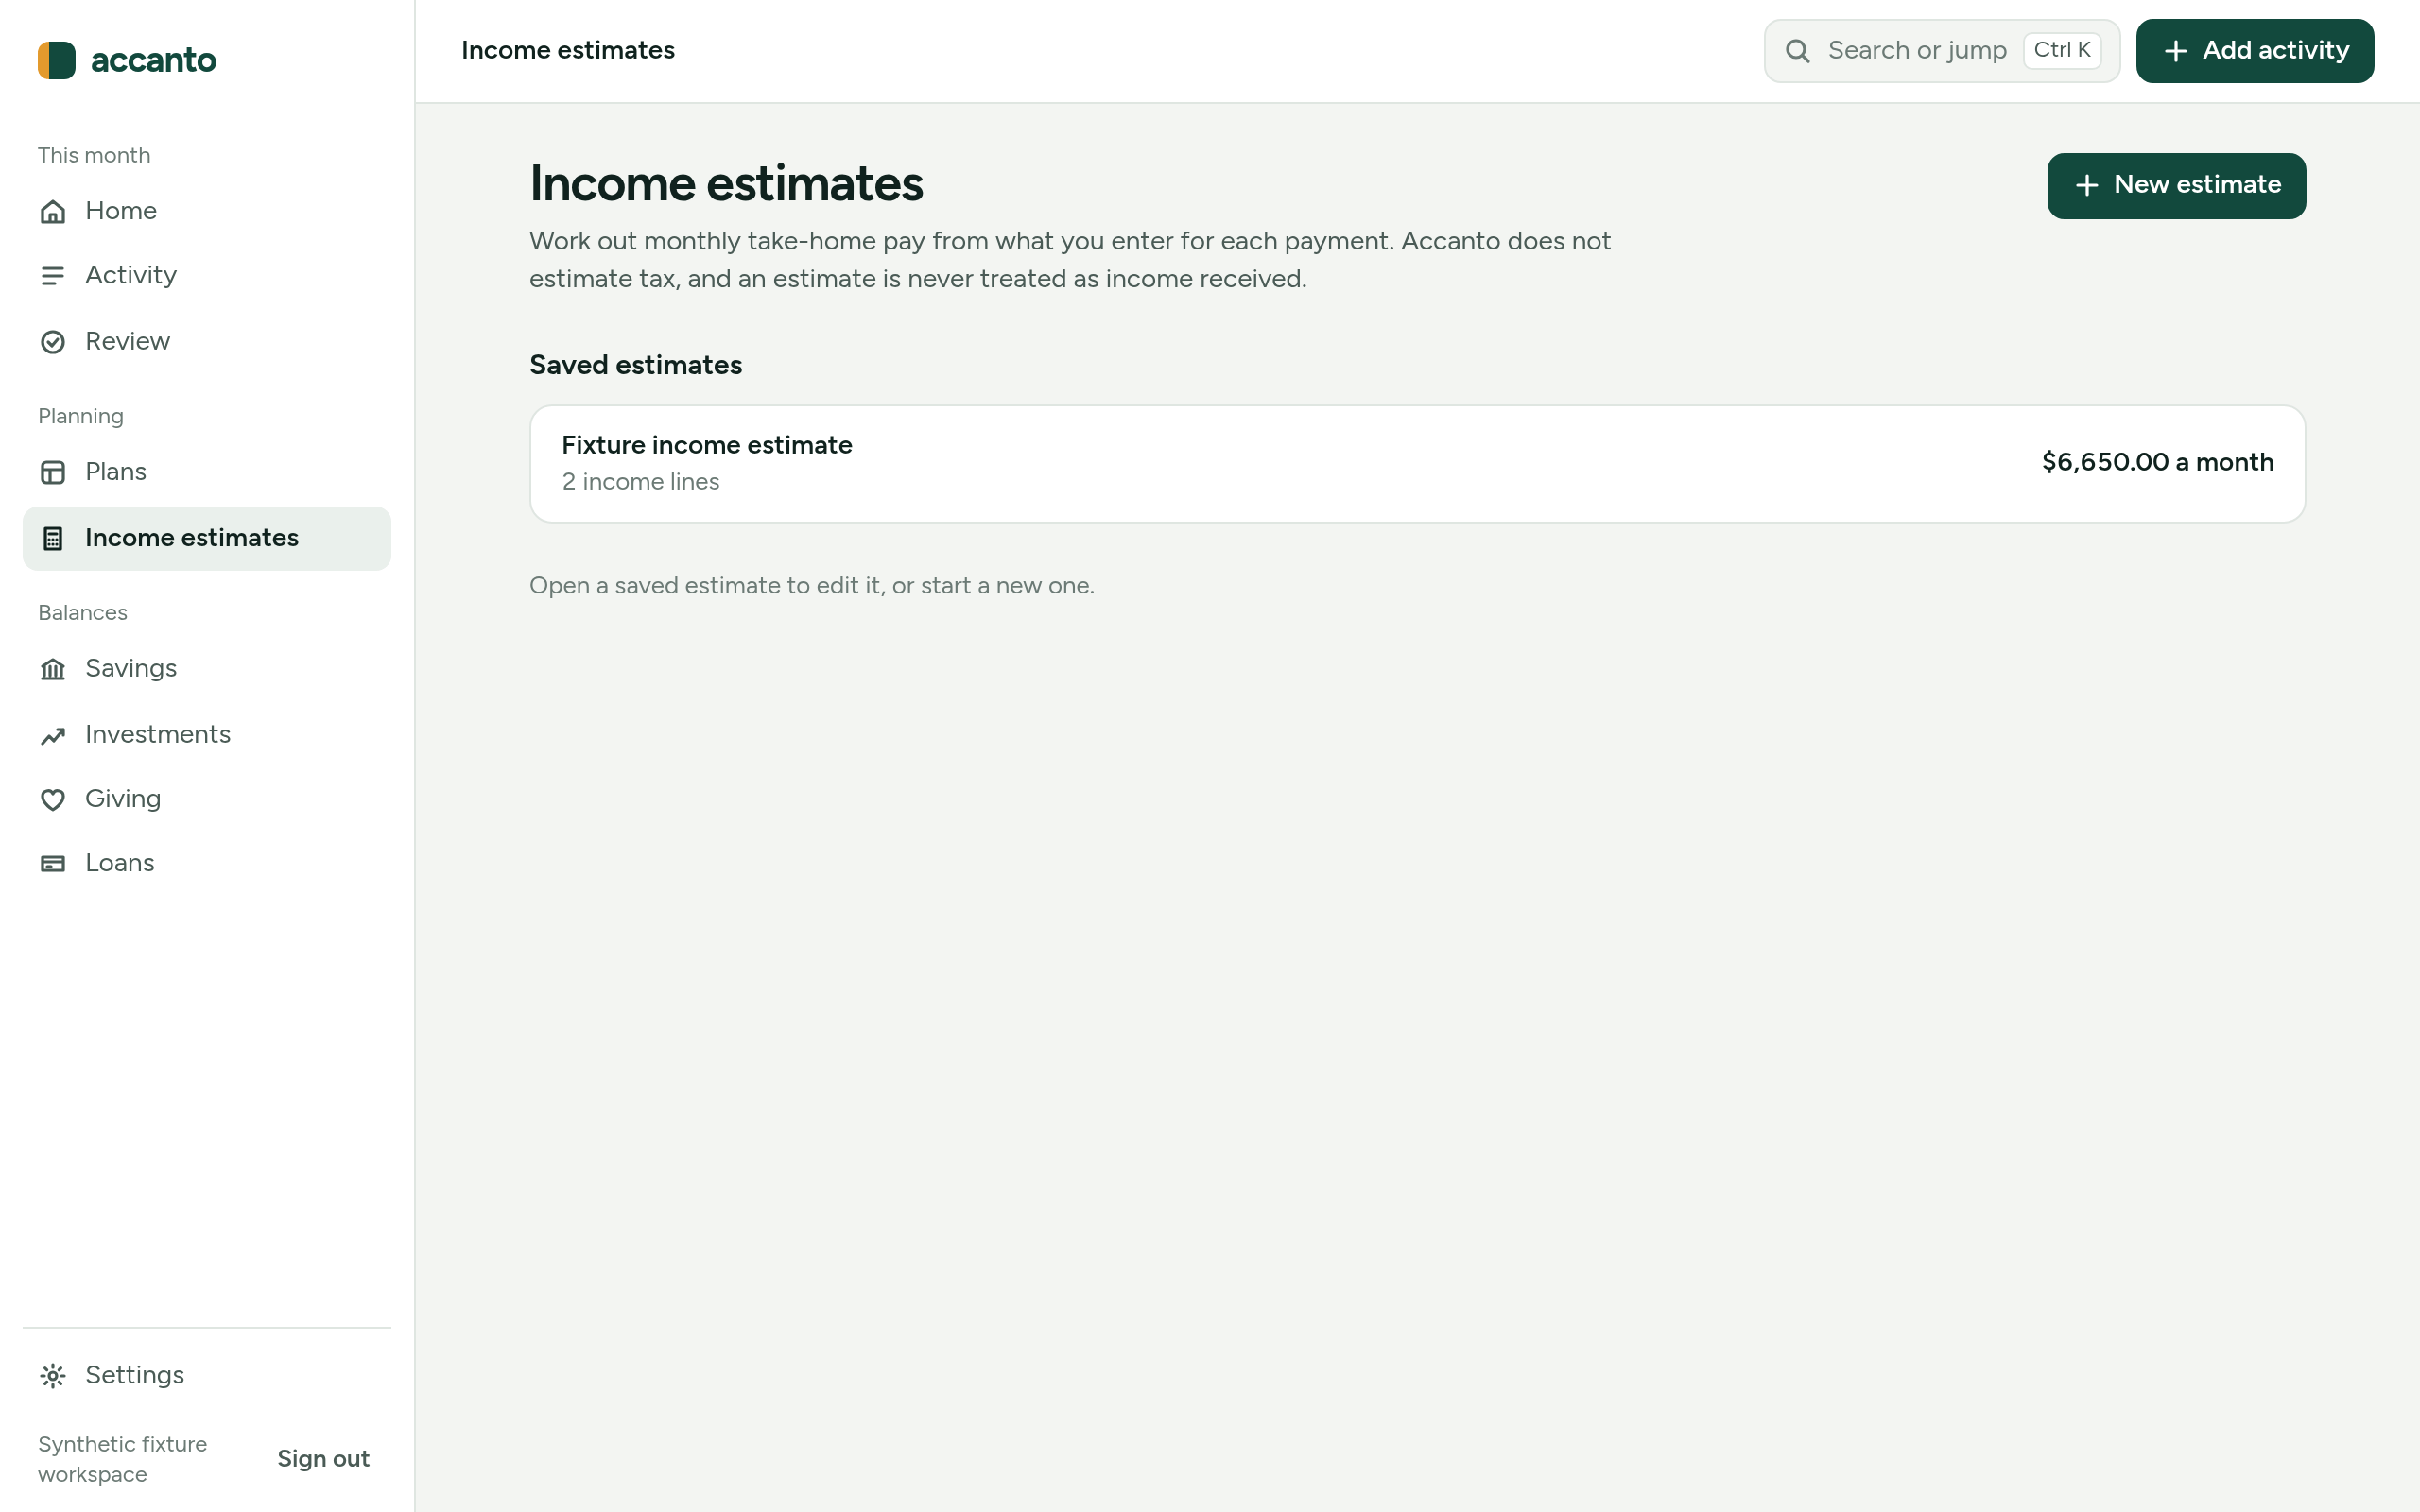 accanto
This month
Home
Activity
Review
Planning
Plans
Income estimates
Balances
Savings
Investments
Giving
Loans
Settings
Synthetic fixture
workspace
Sign out
Income estimates
Search or jump
Ctrl K
Add activity
Income estimates
New estimate
Work out monthly take-home pay from what you enter for each payment. Accanto does not
estimate tax, and an estimate is never treated as income received.
Saved estimates
Fixture income estimate
2 income lines
$6,650.00 a month
Open a saved estimate to edit it, or start a new one.